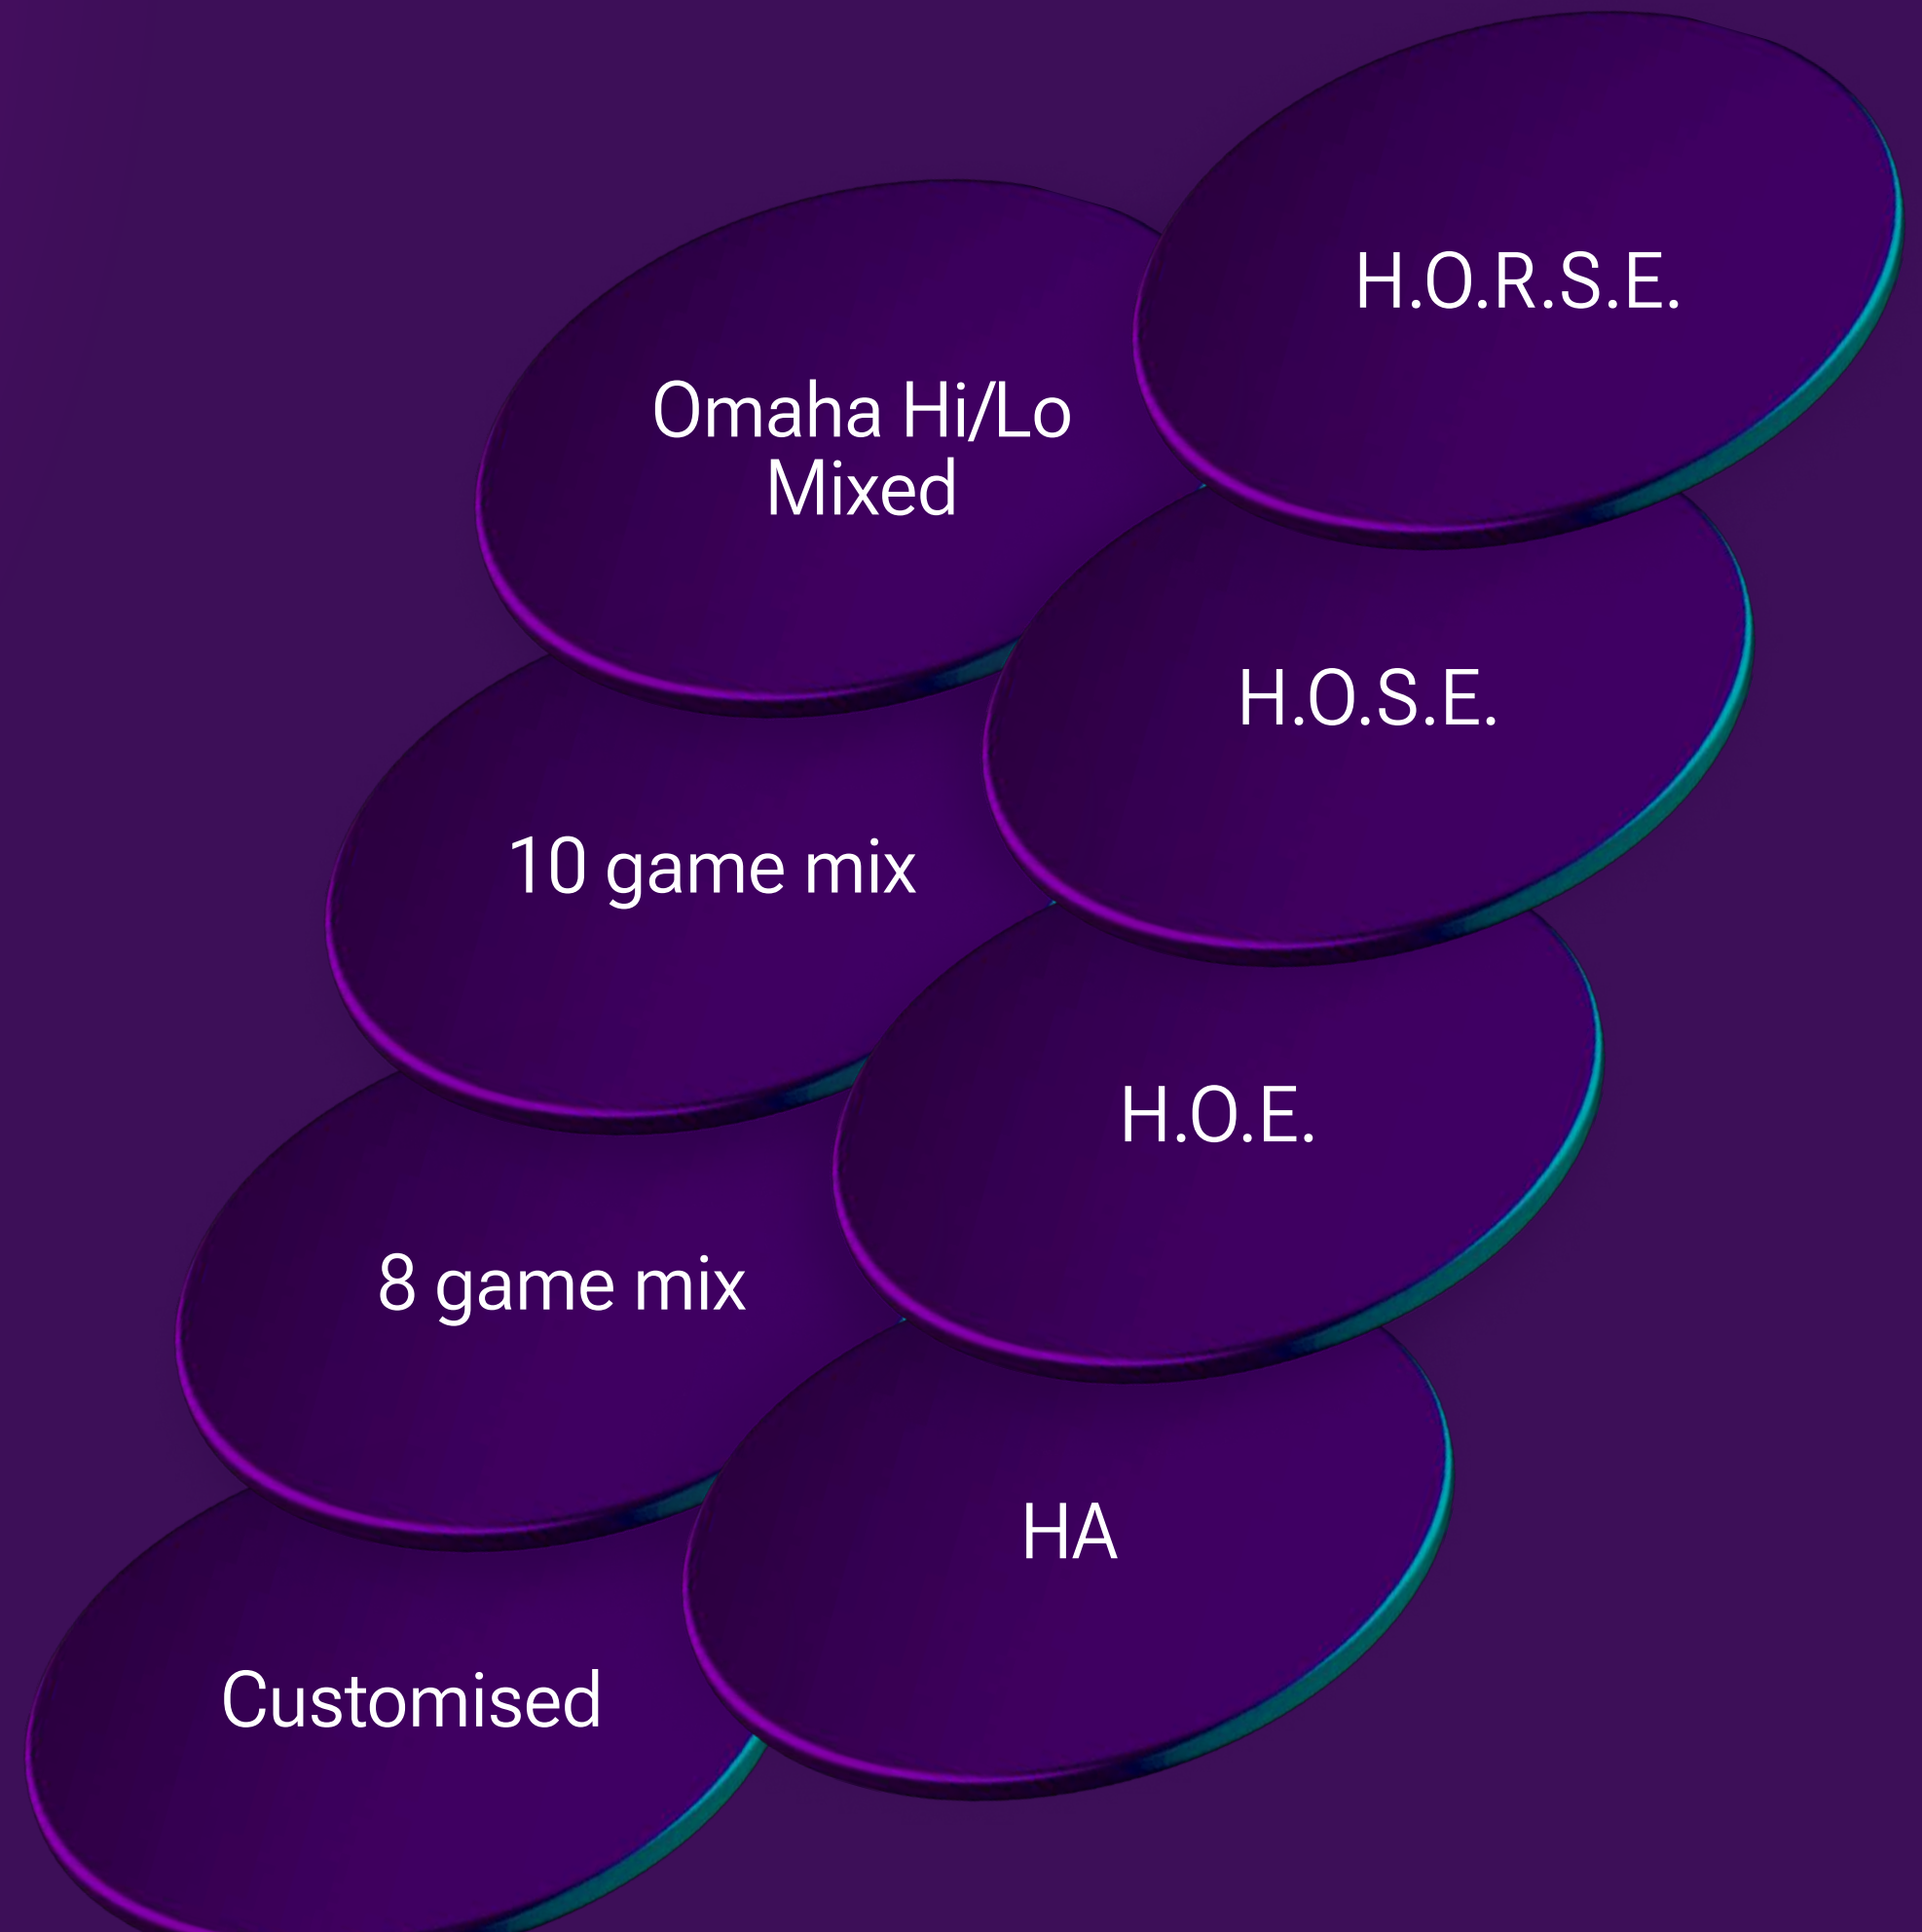 H.O.R.S.E.
Omaha Hi/Lo
Mixed
H.O.S.E.
10 game mix
H.O.E.
8 game mix
HA
Customised